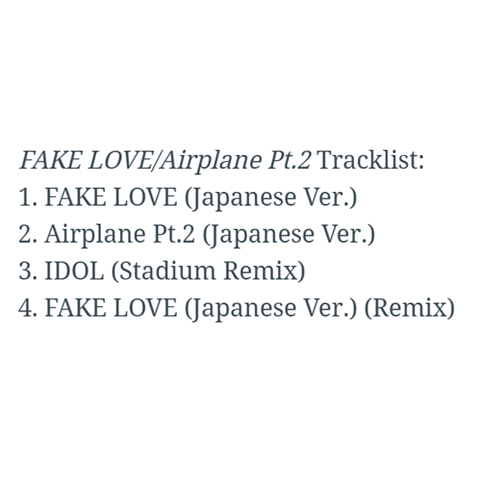 FAKE LOVE/Airplane Pt.2 Tracklist:
1. FAKE LOVE (Japanese Ver.)
2. Airplane Pt.2 (Japanese Ver.)
3. IDOL (Stadium Remix)
4. FAKE LOVE (Japanese Ver.) (Remix)